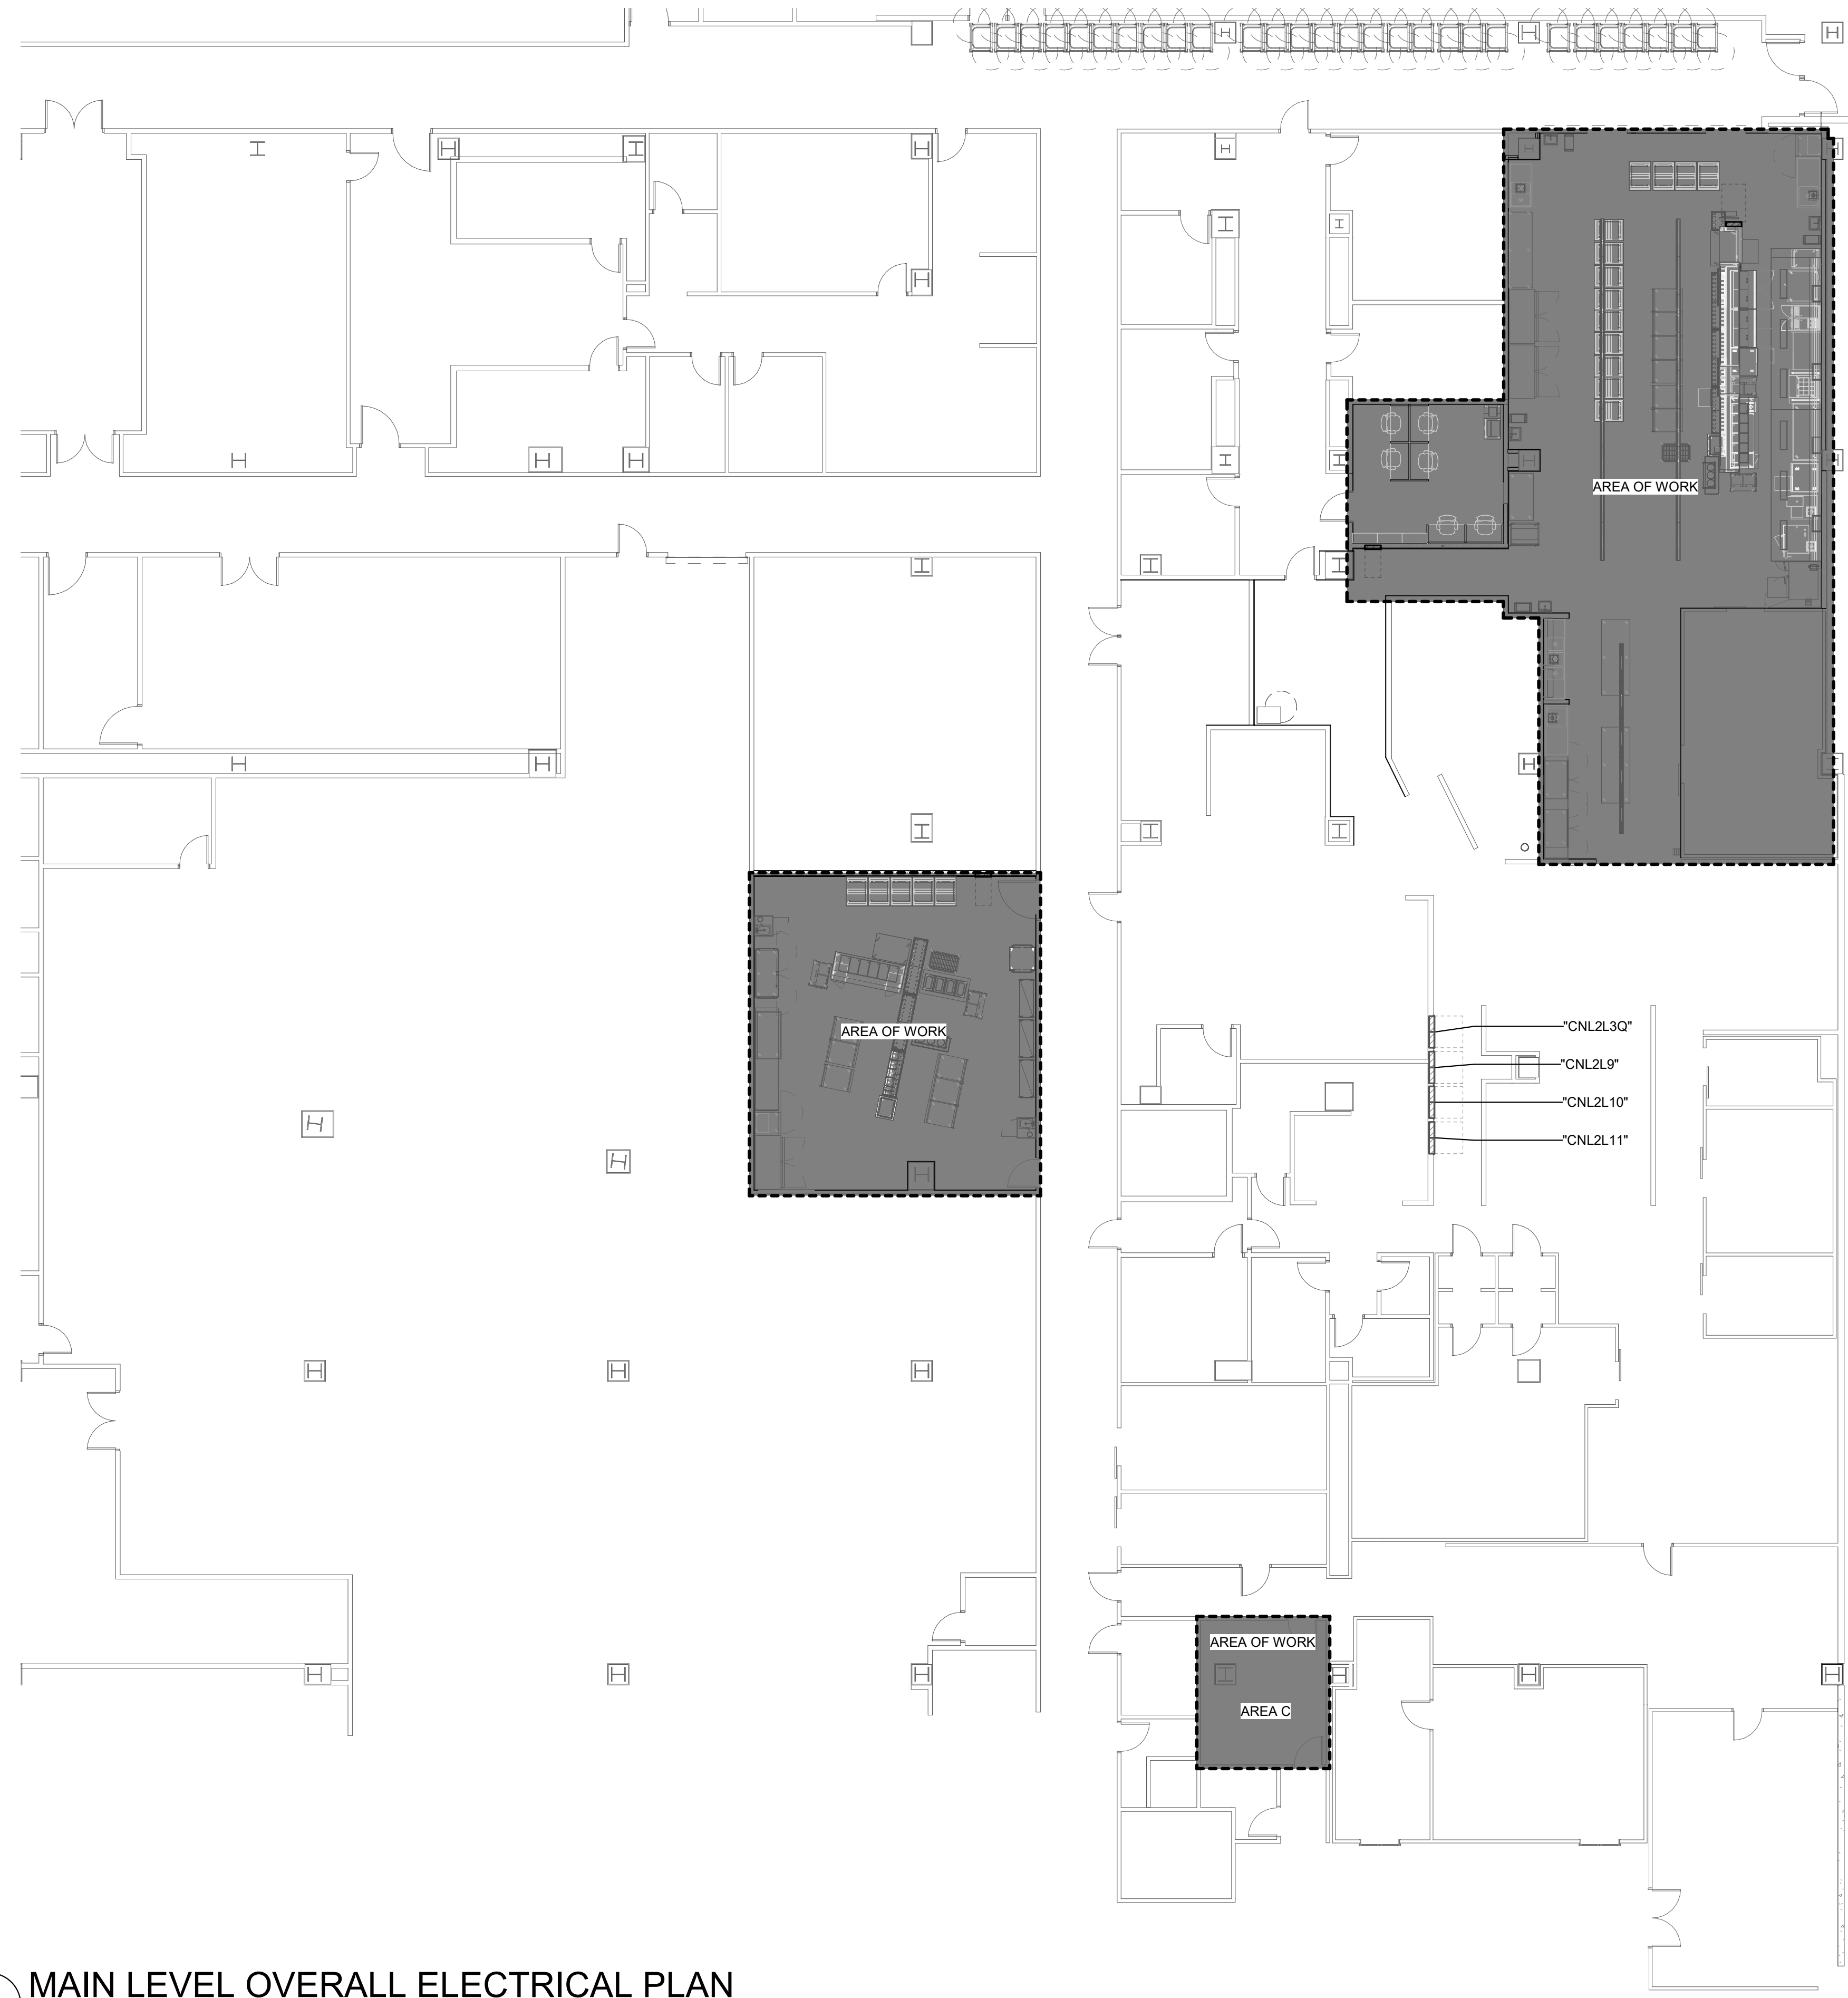 AREA OF WORK
AREA OF WORK
"CNL2L3Q"
"CNL2L9"
"CNL2L10"
"CNL2L11"
AREA OF WORK
AREA C
MAIN LEVEL OVERALL ELECTRICAL PLAN